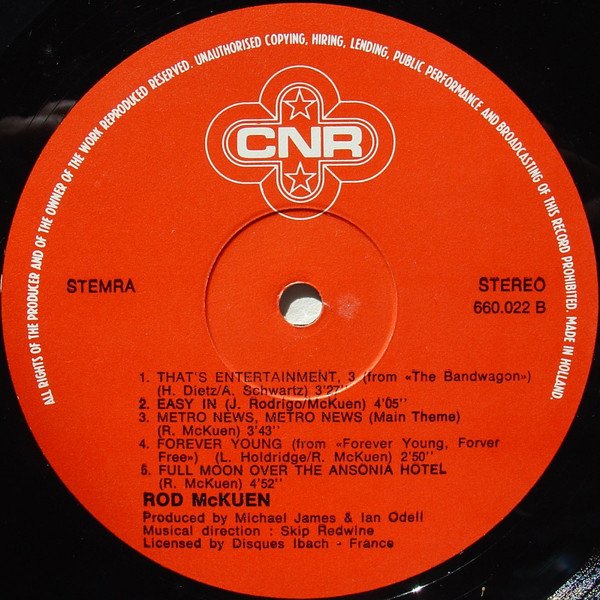 ALL RIGHTS OF THE PRODUCER AND OF THE OWNER OF THE WORK REPRODUCED RESERVED. UNAUTHORISED COPYING, HIRING, LENDING, PUBLIC PERFORMANCE AND BROADCASTING OF THIS RECORD PROHIBITED. MADE IN HOLLAND
CNR
STEMRA
STEREO
660.022 B
1. THAT'S ENTERTAINMENT, 3 (from «The Bandwagon»)
(H. Dietz/A. Schwartz) 3'27"
2. EASY IN (J. Rodrigo/McKuen) 4'05"
3. METRO NEWS, METRO NEWS (Main Theme)
(R. McKuen) 3'43"
4. FOREVER YOUNG (from «Forever Young, Forver
Free») (L. Holdridge/R. McKuen) 2'50"
5. FULL MOON OVER THE ANSONIA HOTEL
(R. McKuen) 4'52"
ROD McKUEN
Produced by Michael James & Ian Odell
Musical direction : Skip Redwine
Licensed by Disques Ibach - France